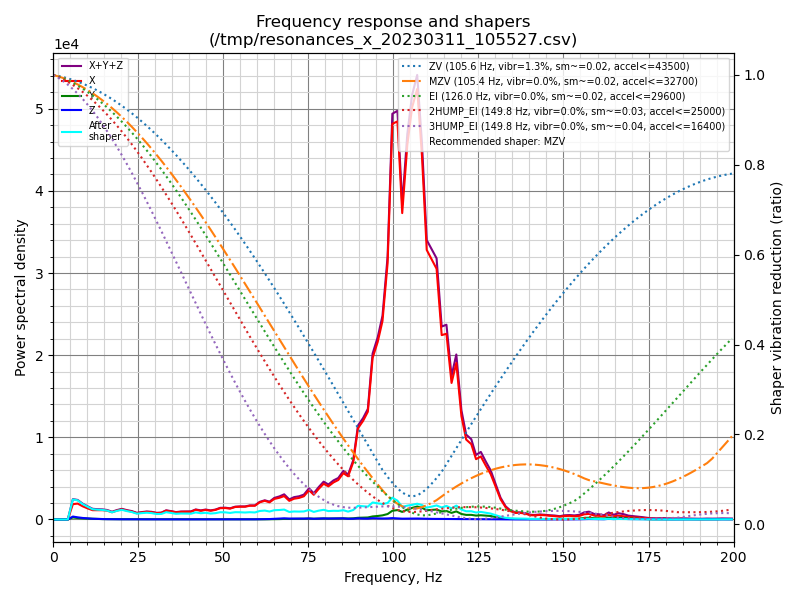 Frequency response and shapers
(/tmp/resonances_x_20230311_105527.csv)
1e4
X+Y+Z
X
Y
Z
After
shaper
ZV (105.6 Hz, vibr=1.3%, sm~=0.02, accel<=43500)
MZV (105.4 Hz, vibr=0.0%, sm~=0.02, accel<=32700)
EI (126.0 Hz, vibr=0.0%, sm~=0.02, accel<=29600)
2HUMP_EI (149.8 Hz, vibr=0.0%, sm~=0.03, accel<=25000)
3HUMP_EI (149.8 Hz, vibr=0.0%, sm~=0.04, accel<=16400)
Recommended shaper: MZV
Power spectral density
5
4
3
2
1
0
1.0
0.8
0.6
0.4
0.2
0.0
Shaper vibration reduction (ratio)
0 25 50 75 100 125 150 175 200
Frequency, Hz